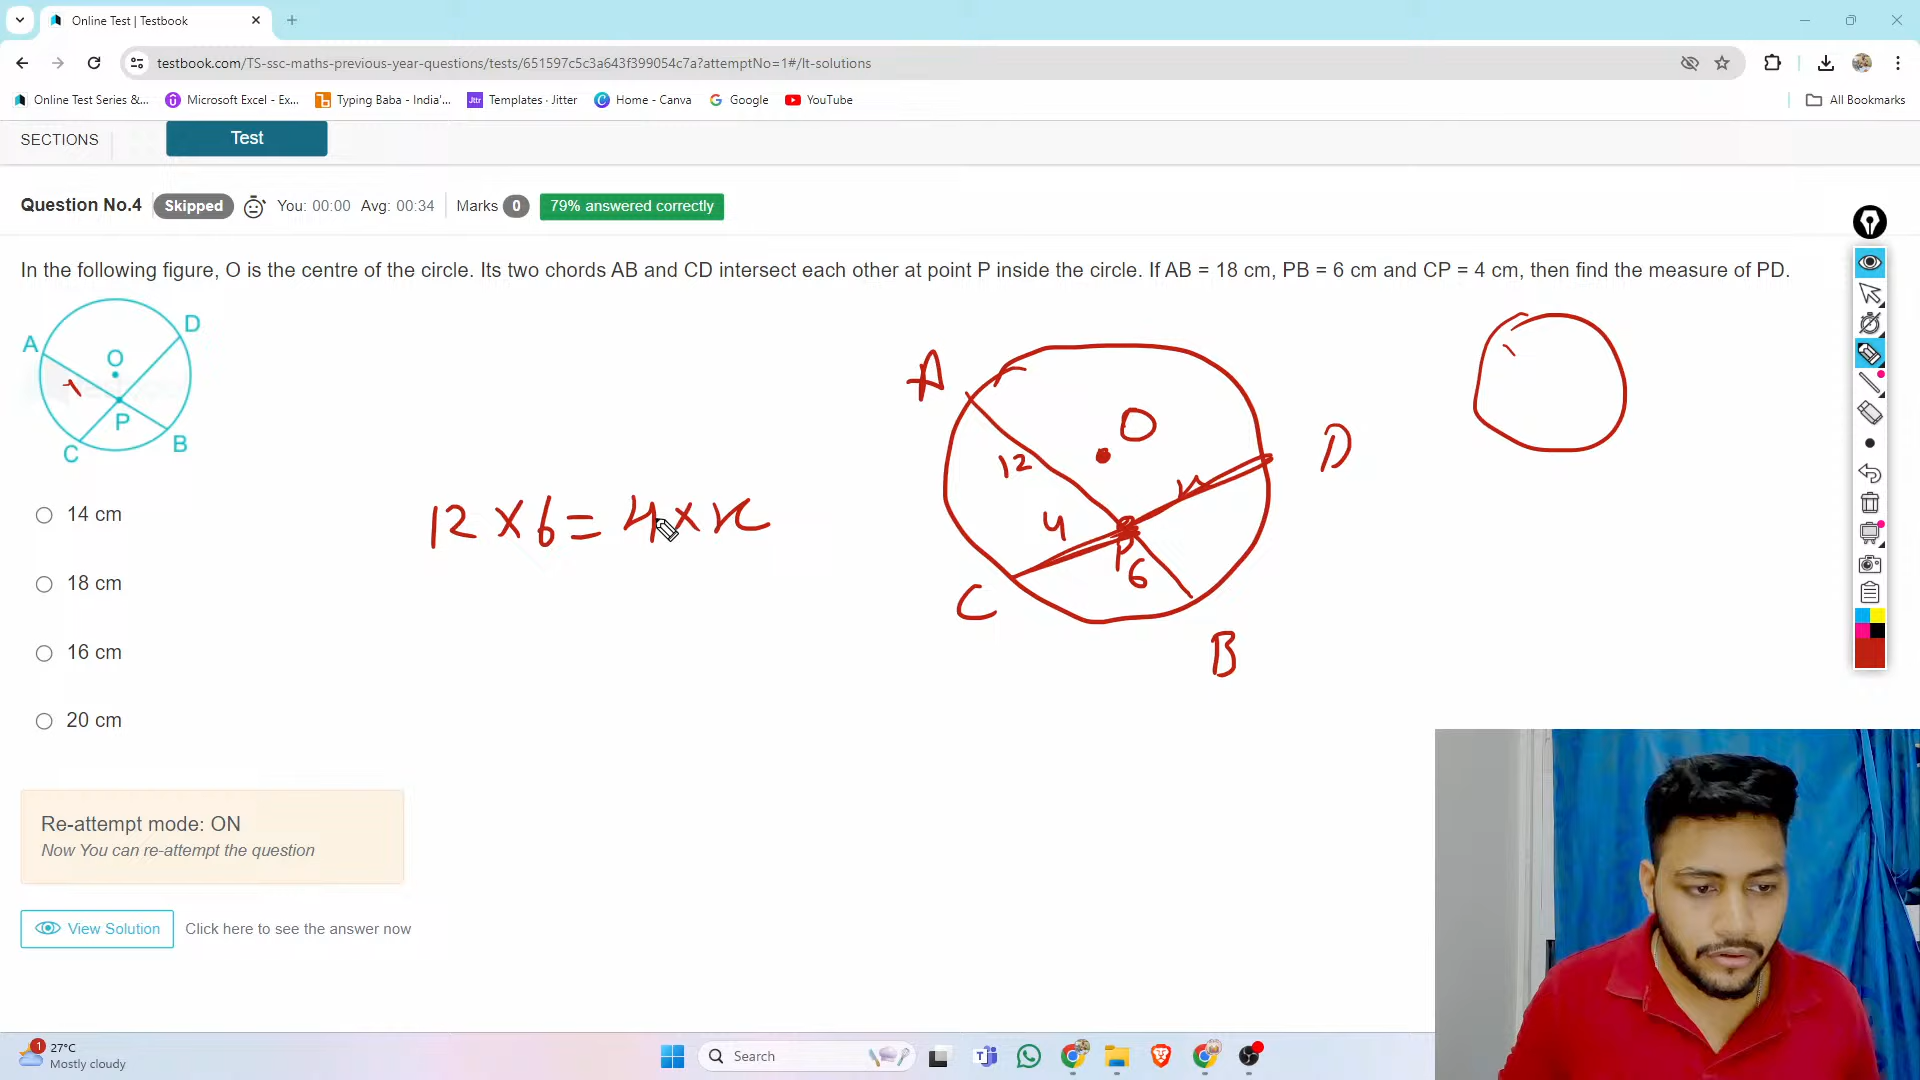 Online Test | Testbook
testbook.com/TS-ssc-maths-previous-year-questions/tests/651597c5c3a643f399054c7a?attemptNo=1#/lt-solutions
Online Test Series &... Microsoft Excel - Ex... Typing Baba - India'... Jitr Templates · Jitter Home - Canva Google YouTube All Bookmarks
SECTIONS Test
Question No.4 Skipped You: 00:00 Avg: 00:34 Marks 0 79% answered correctly
In the following figure, O is the centre of the circle. Its two chords AB and CD intersect each other at point P inside the circle. If AB = 18 cm, PB = 6 cm and CP = 4 cm, then find the measure of PD.
A D
O
P
C B
A
O
D
12
4
P
6
C
B
12 × 6 = 4 × x
14 cm
18 cm
16 cm
20 cm
Re-attempt mode: ON
Now You can re-attempt the question
View Solution Click here to see the answer now
1 27°C
Mostly cloudy
Search